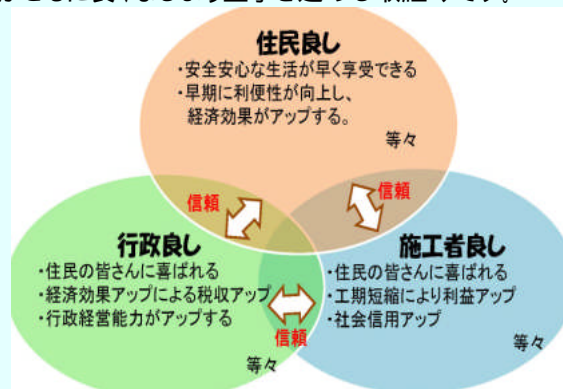 住民良し
・安全安心な生活が早く享受できる
・早期に利便性が向上し、
経済効果がアップする。
等々
信頼
信頼
行政良し
・住民の皆さんに喜ばれる
・経済効果アップによる税収アップ
・行政経営能力がアップする
等々
施工者良し
・住民の皆さんに喜ばれる
・工期短縮により利益アップ
・社会信用アップ
等々
信頼